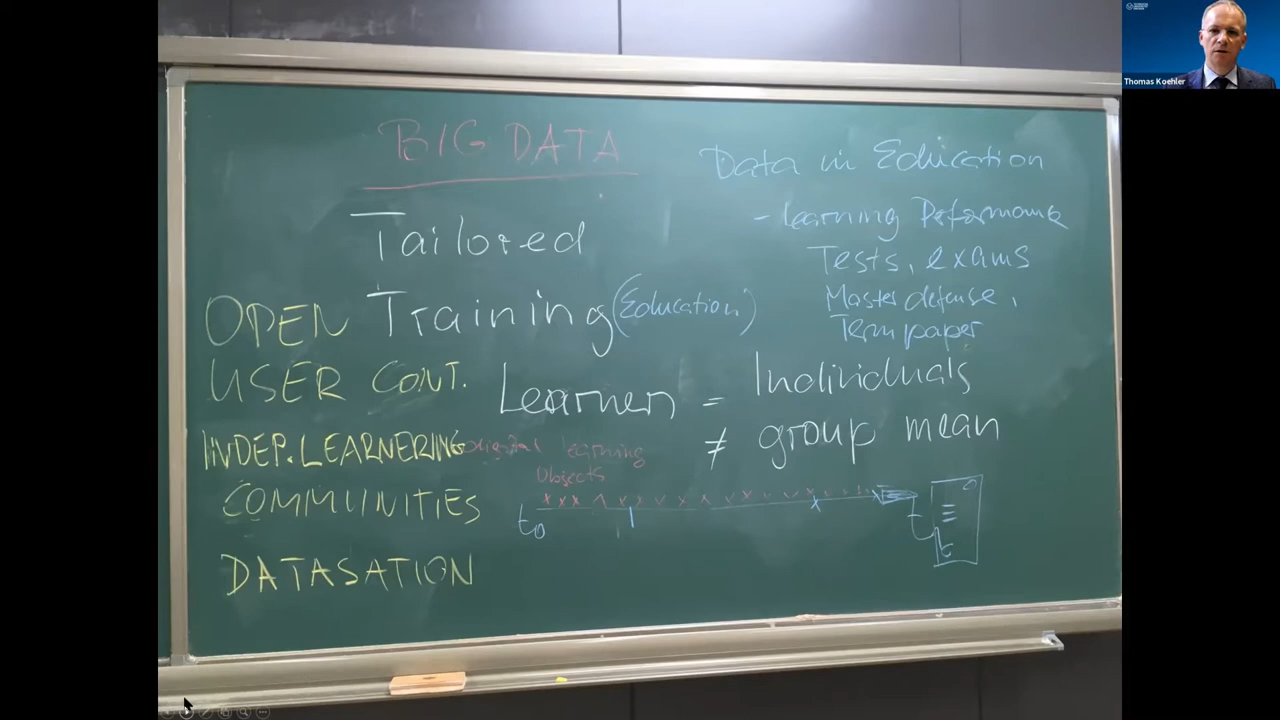 BIG DATA
Tailored
Training (Education)
Learner = Individuals
≠ group mean
Data in Education
- Learning Performance
Tests, exams
Master defense,
Term paper
OPEN
USER CONT.
INDEP. LEARNERING
COMMUNITIES
DATASATION
digital learning
Objects
t0
Thomas Koehler